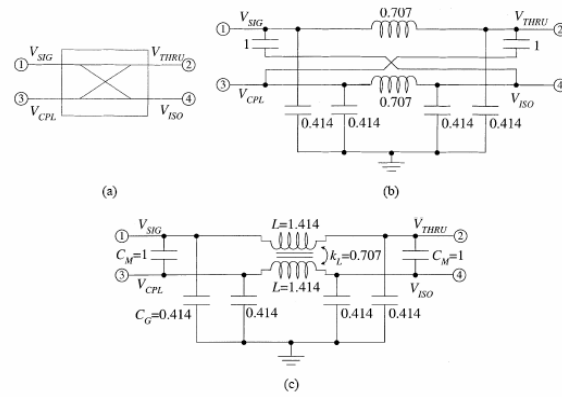 V_SIG V_THRU
1 2
3 4
V_CPL V_ISO
(a)
0.707
1 V_SIG V_THRU 2
1 1
3 4
V_CPL 0.707 V_ISO
0.414 0.414 0.414 0.414
(b)
1 V_SIG V_THRU 2
L=1.414
C_M=1 k_L=0.707 C_M=1
3 4
V_CPL L=1.414 V_ISO
C_G=0.414 0.414 0.414 0.414
(c)